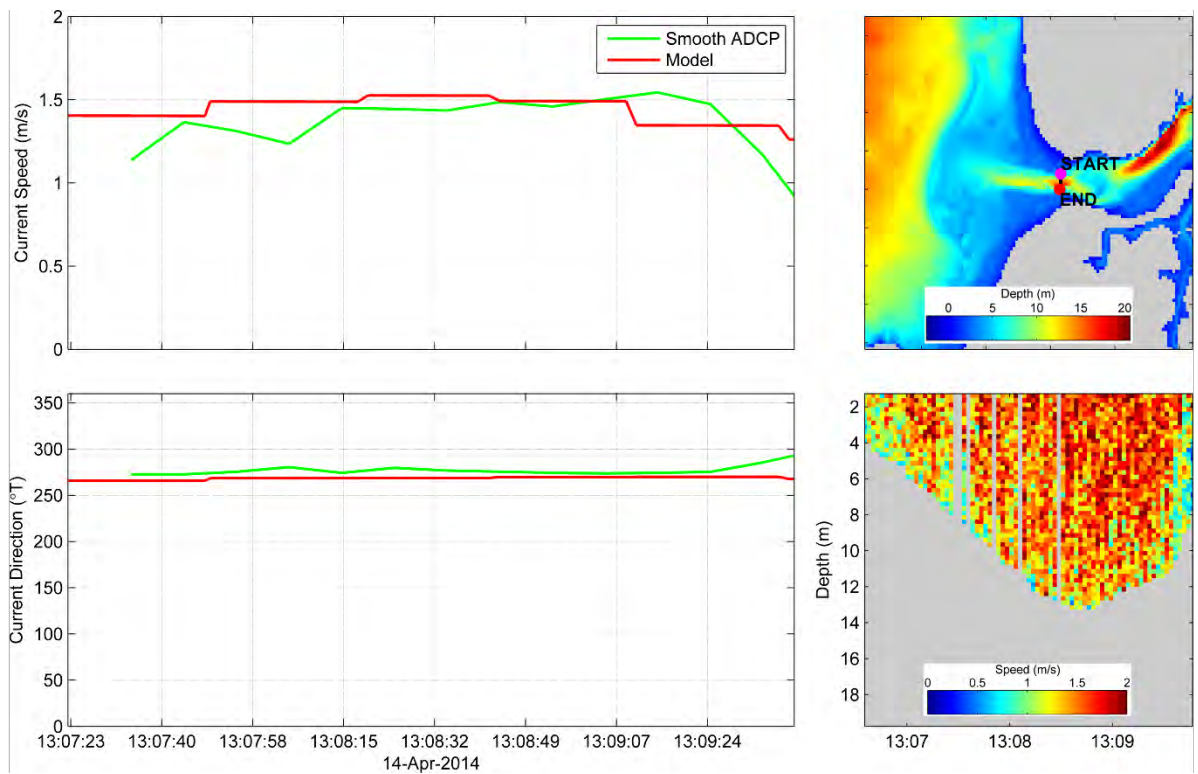 2
1.5
1
0.5
0
Current Speed (m/s)
Smooth ADCP
Model
START
END
Depth (m)
0 5 10 15 20
350
300
250
200
150
100
50
0
Current Direction (°T)
13:07:23 13:07:40 13:07:58 13:08:15 13:08:32 13:08:49 13:09:07 13:09:24
14-Apr-2014
2
4
6
8
10
12
14
16
18
Depth (m)
Speed (m/s)
0 0.5 1 1.5 2
13:07 13:08 13:09